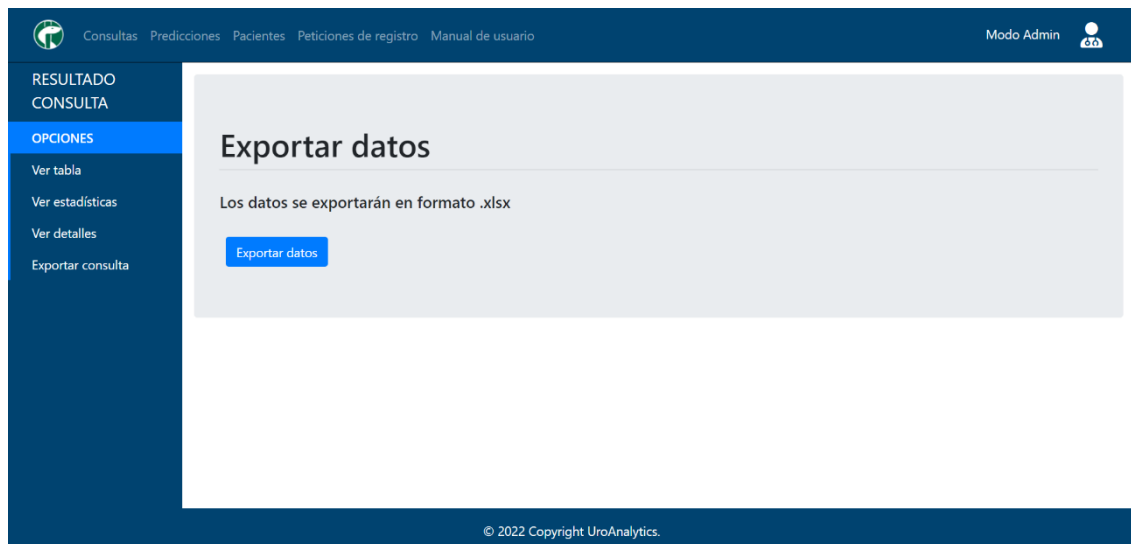 Consultas Predicciones Pacientes Peticiones de registro Manual de usuario
Modo Admin
RESULTADO
CONSULTA
OPCIONES
Ver tabla
Ver estadísticas
Ver detalles
Exportar consulta
Exportar datos
Los datos se exportarán en formato .xlsx
Exportar datos
© 2022 Copyright UroAnalytics.